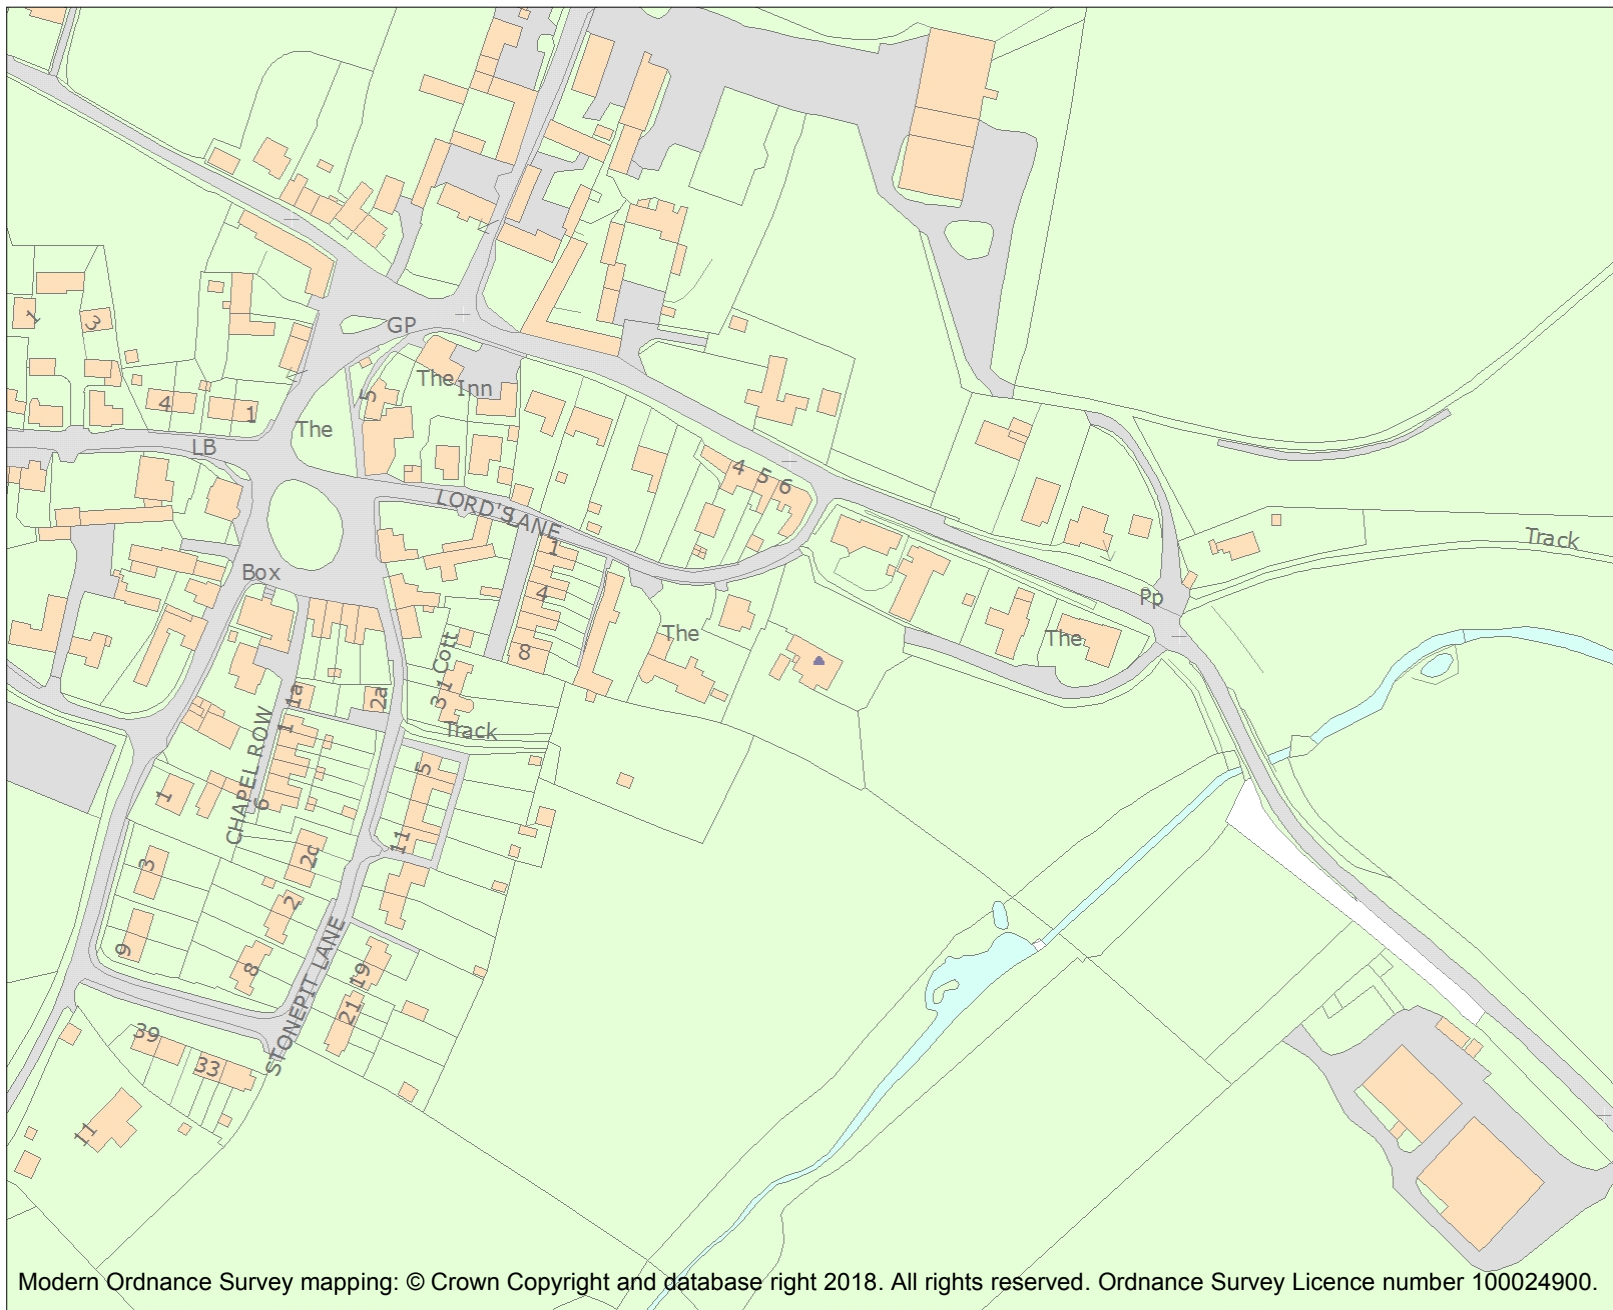 1
3
GP
The Inn
5
4
1
The
LB
LORD'S LANE
4
5
6
1
4
8
The
Box
Track
Pp
The
1 Cott
3
1a
2a
Track
CHAPEL ROW
1
6
5
11
1
3
9
2c
2
8
STONEPIT LANE
19
21
39
33
11
Modern Ordnance Survey mapping: © Crown Copyright and database right 2018. All rights reserved. Ordnance Survey Licence number 100024900.